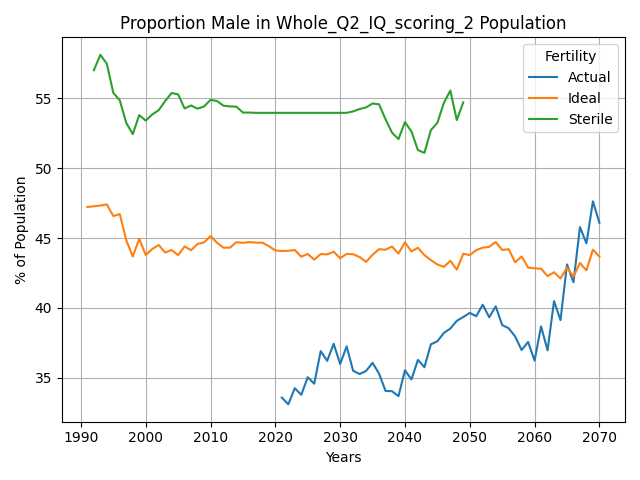 Proportion Male in Whole_Q2_IQ_scoring_2 Population
Fertility
Actual
Ideal
Sterile
% of Population
55
50
45
40
35
1990 2000 2010 2020 2030 2040 2050 2060 2070
Years